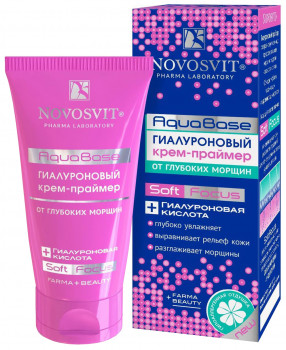 NOVOSVIT®
PHARMA LABORATORY
AquaBase
ГИАЛУРОНОВЫЙ
крем-праймер
ОТ ГЛУБОКИХ МОРЩИН
+ ГИАЛУРОНОВАЯ
КИСЛОТА
Soft Focus
FARMA + BEAUTY
NOVOSVIT®
PHARMA LABORATORY
AquaBase
ГИАЛУРОНОВЫЙ
крем-праймер
ОТ ГЛУБОКИХ МОРЩИН
Soft Focus
+ ГИАЛУРОНОВАЯ
КИСЛОТА
глубоко увлажняет
выравнивает рельеф кожи
разглаживает морщины
FARMA +
BEAUTY
new